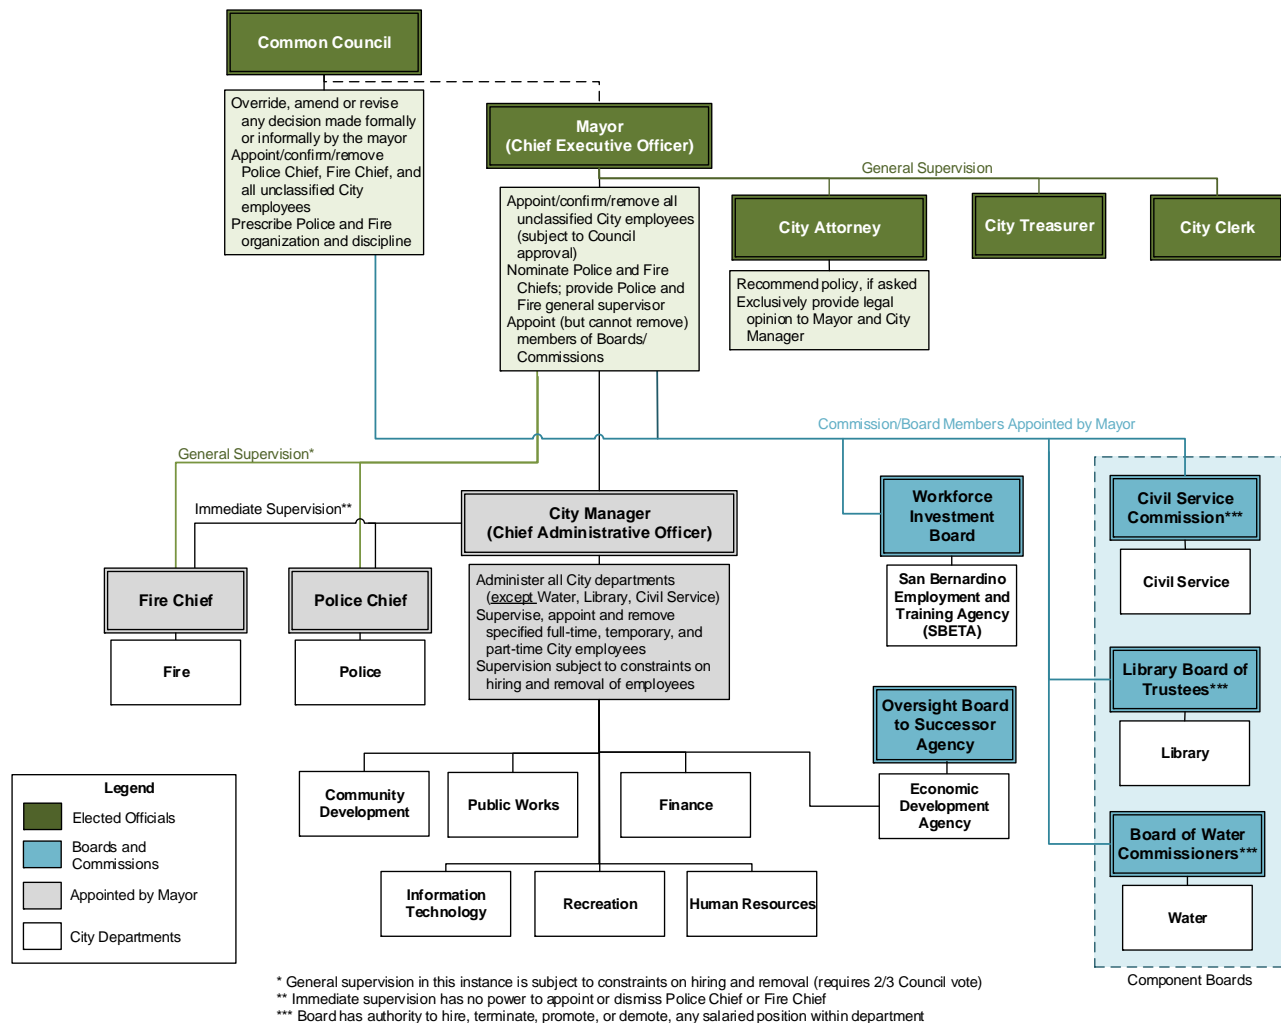 Common Council
Override, amend or revise
any decision made formally
or informally by the mayor
Appoint/confirm/remove
Police Chief, Fire Chief, and
all unclassified City
employees
Prescribe Police and Fire
organization and discipline
Mayor
(Chief Executive Officer)
General Supervision
Appoint/confirm/remove all
unclassified City employees
(subject to Council
approval)
Nominate Police and Fire
Chiefs; provide Police and
Fire general supervisor
Appoint (but cannot remove)
members of Boards/
Commissions
City Attorney
City Treasurer
City Clerk
Recommend policy, if asked
Exclusively provide legal
opinion to Mayor and City
Manager
Commission/Board Members Appointed by Mayor
General Supervision*
Immediate Supervision**
City Manager
(Chief Administrative Officer)
Administer all City departments
(except Water, Library, Civil Service)
Supervise, appoint and remove
specified full-time, temporary, and
part-time City employees
Supervision subject to constraints on
hiring and removal of employees
Fire Chief
Fire
Police Chief
Police
Workforce
Investment
Board
San Bernardino
Employment and
Training Agency
(SBETA)
Civil Service
Commission***
Civil Service
Library Board of
Trustees***
Library
Oversight Board
to Successor
Agency
Economic
Development
Agency
Board of Water
Commissioners***
Water
Component Boards
Community
Development
Public Works
Finance
Information
Technology
Recreation
Human Resources
Legend
Elected Officials
Boards and
Commissions
Appointed by Mayor
City Departments
* General supervision in this instance is subject to constraints on hiring and removal (requires 2/3 Council vote)
** Immediate supervision has no power to appoint or dismiss Police Chief or Fire Chief
*** Board has authority to hire, terminate, promote, or demote, any salaried position within department